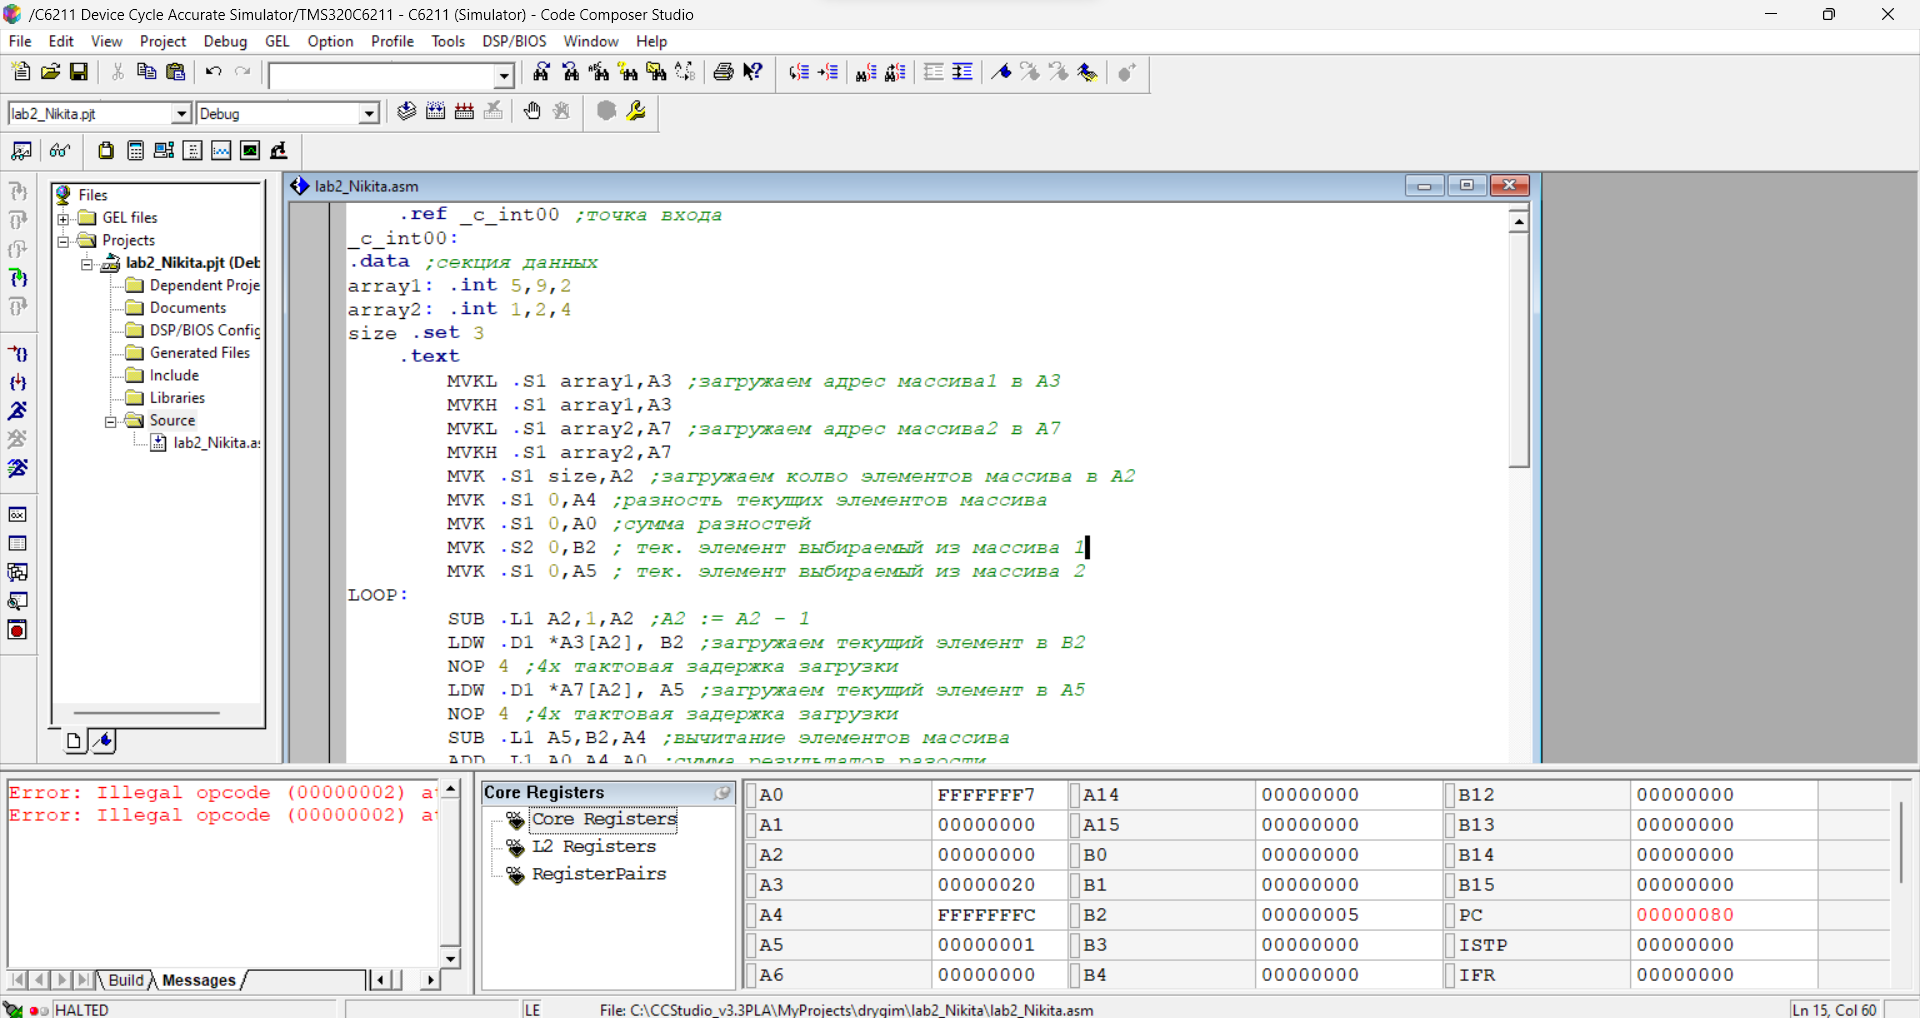 /C6211 Device Cycle Accurate Simulator/TMS320C6211 - C6211 (Simulator) - Code Composer Studio
File Edit View Project Debug GEL Option Profile Tools DSP/BIOS Window Help
lab2_Nikita.pjt Debug
Files
GEL files
Projects
lab2_Nikita.pjt (Deb
Dependent Proje
Documents
DSP/BIOS Config
Generated Files
Include
Libraries
Source
lab2_Nikita.as
lab2_Nikita.asm
.ref _c_int00 ;точка входа
_c_int00:
.data ;секция данных
array1: .int 5,9,2
array2: .int 1,2,4
size .set 3
.text
MVKL .S1 array1,A3 ;загружаем адрес массива1 в A3
MVKH .S1 array1,A3
MVKL .S1 array2,A7 ;загружаем адрес массива2 в A7
MVKH .S1 array2,A7
MVK .S1 size,A2 ;загружаем колво элементов массива в A2
MVK .S1 0,A4 ;разность текущих элементов массива
MVK .S1 0,A0 ;сумма разностей
MVK .S2 0,B2 ; тек. элемент выбираемый из массива 1
MVK .S1 0,A5 ; тек. элемент выбираемый из массива 2
LOOP:
SUB .L1 A2,1,A2 ;A2 := A2 - 1
LDW .D1 *A3[A2], B2 ;загружаем текущий элемент в B2
NOP 4 ;4х тактовая задержка загрузки
LDW .D1 *A7[A2], A5 ;загружаем текущий элемент в A5
NOP 4 ;4х тактовая задержка загрузки
SUB .L1 A5,B2,A4 ;вычитание элементов массива
ADD .L1 A0,A4,A0 ;сумма результатов разости
Error: Illegal opcode (00000002) at
Error: Illegal opcode (00000002) at
Build Messages
Core Registers
Core Registers
L2 Registers
RegisterPairs
A0 FFFFFFF7 A14 00000000 B12 00000000
A1 00000000 A15 00000000 B13 00000000
A2 00000000 B0 00000000 B14 00000000
A3 00000020 B1 00000000 B15 00000000
A4 FFFFFFFC B2 00000005 PC 00000080
A5 00000001 B3 00000000 ISTP 00000000
A6 00000000 B4 00000000 IFR 00000000
HALTED LE File: C:\CCStudio_v3.3PLA\MyProjects\drygim\lab2_Nikita\lab2_Nikita.asm Ln 15, Col 60